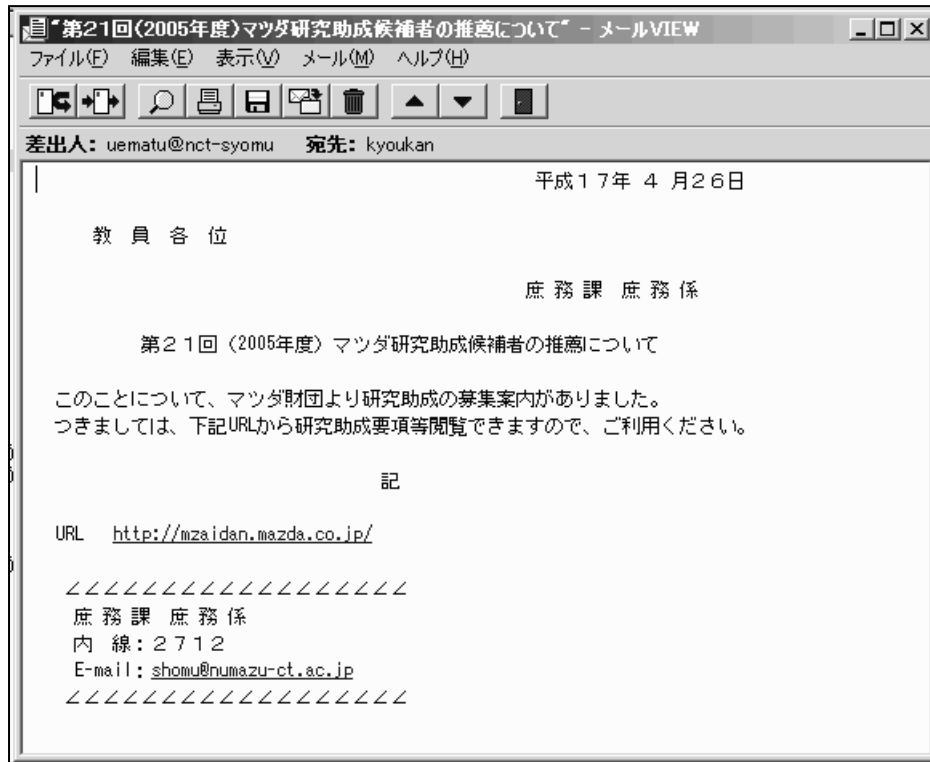 "第21回(2005年度)マツダ研究助成候補者の推薦について" - メールVIEW
ファイル(F) 編集(E) 表示(V) メール(M) ヘルプ(H)
差出人: uematu@nct-syomu 宛先: kyoukan
平成17年 4 月26日
教 員 各 位
庶 務 課 庶 務 係
第21回(2005年度)マツダ研究助成候補者の推薦について
このことについて、マツダ財団より研究助成の募集案内がありました。
つきましては、下記URLから研究助成要項等閲覧できますので、ご利用ください。
記
URL http://mzaidan.mazda.co.jp/
∠∠∠∠∠∠∠∠∠∠∠∠∠∠∠∠∠∠
庶 務 課 庶 務 係
内 線:2712
E-mail: shomu@numazu-ct.ac.jp
∠∠∠∠∠∠∠∠∠∠∠∠∠∠∠∠∠∠